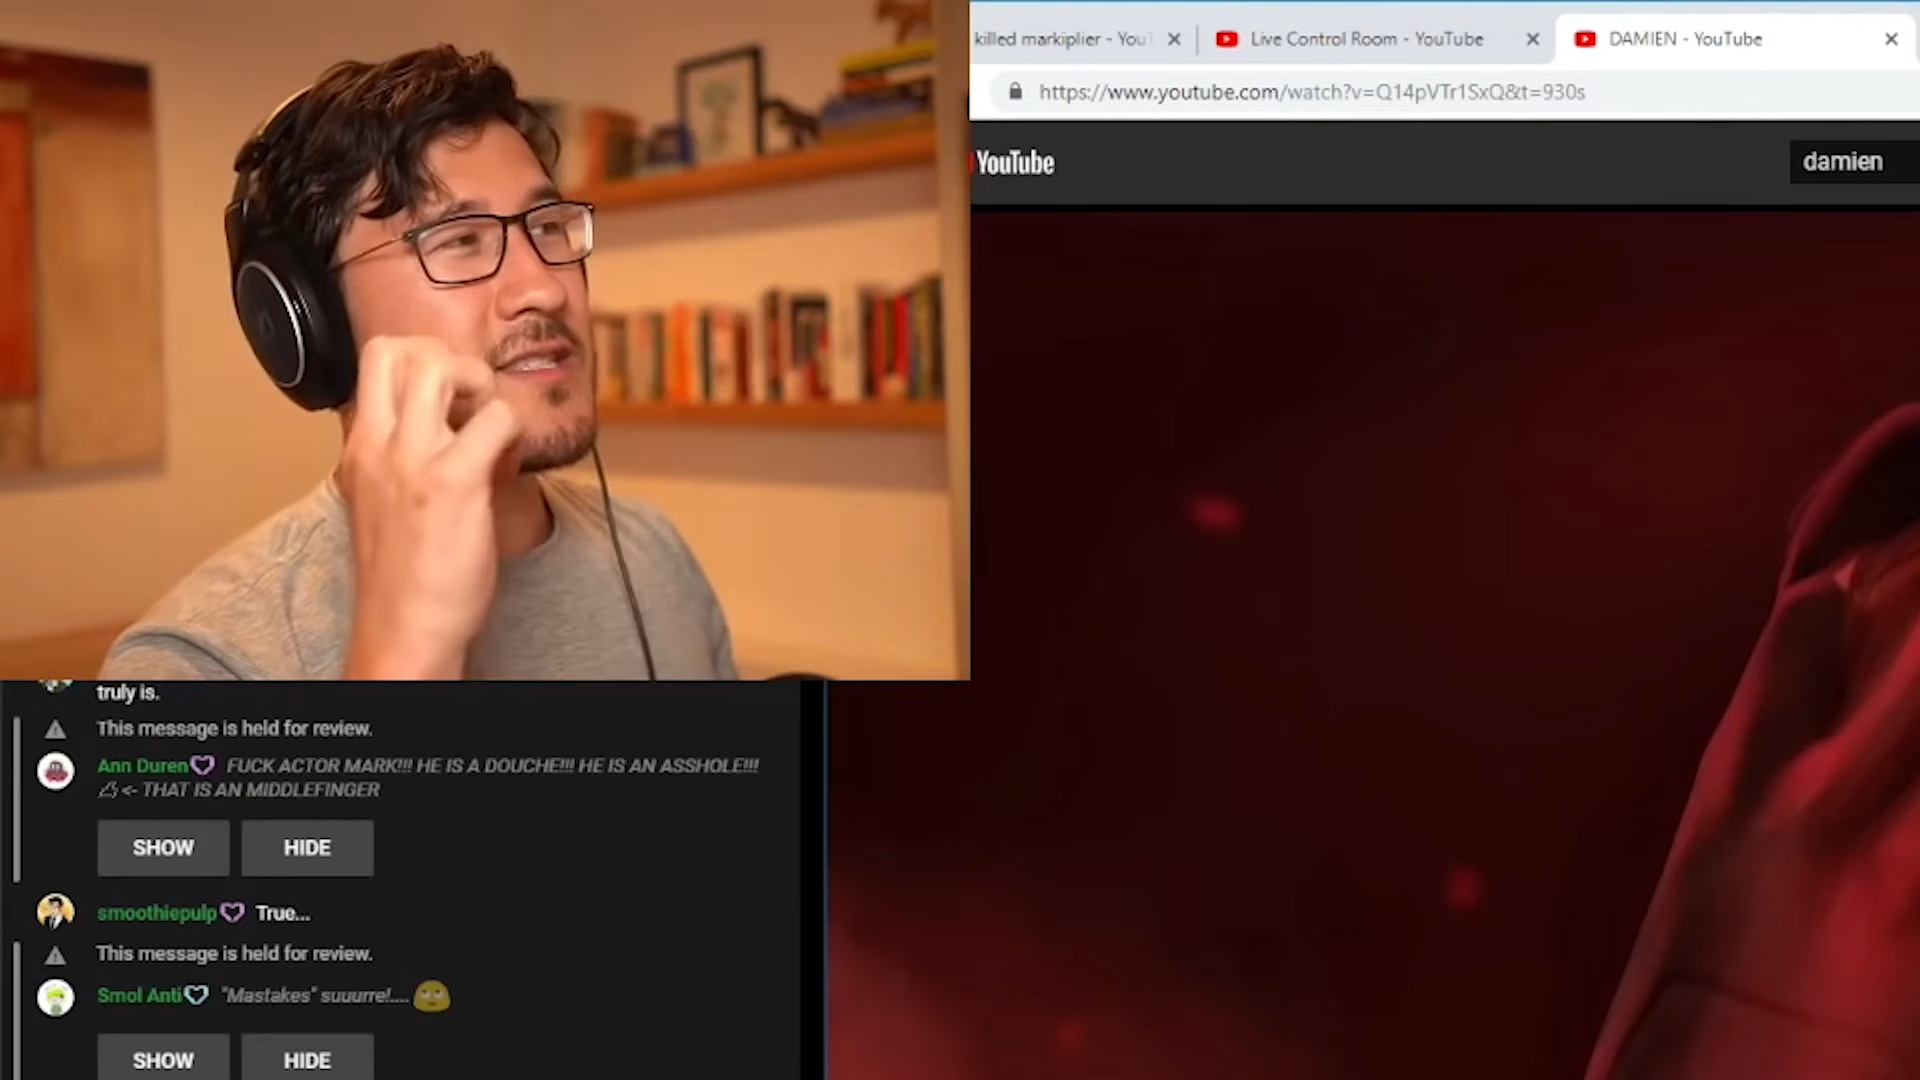 killed markiplier - You
Live Control Room - YouTube
DAMIEN - YouTube
https://www.youtube.com/watch?v=Q14pVTr1SxQ&t=930s
YouTube
damien
truly is.
This message is held for review.
Ann Duren FUCK ACTOR MARK!!! HE IS A DOUCHE!!! HE IS AN ASSHOLE!!!
<- THAT IS AN MIDDLEFINGER
SHOW HIDE
smoothiepulp True...
This message is held for review.
Smol Anti "Mastakes" suuurre!....
SHOW HIDE